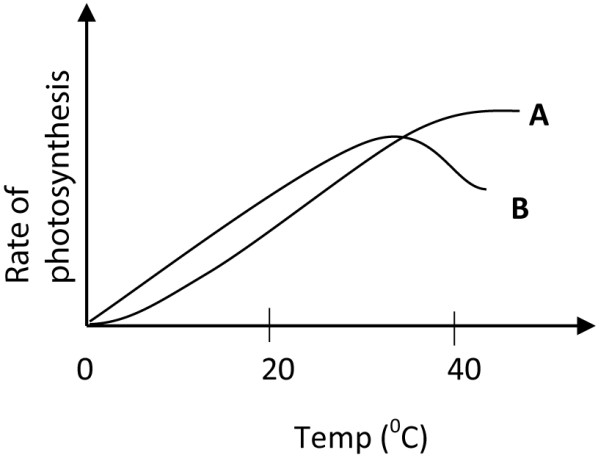 Rate of
photosynthesis
A
B
0 20 40
Temp (⁰C)